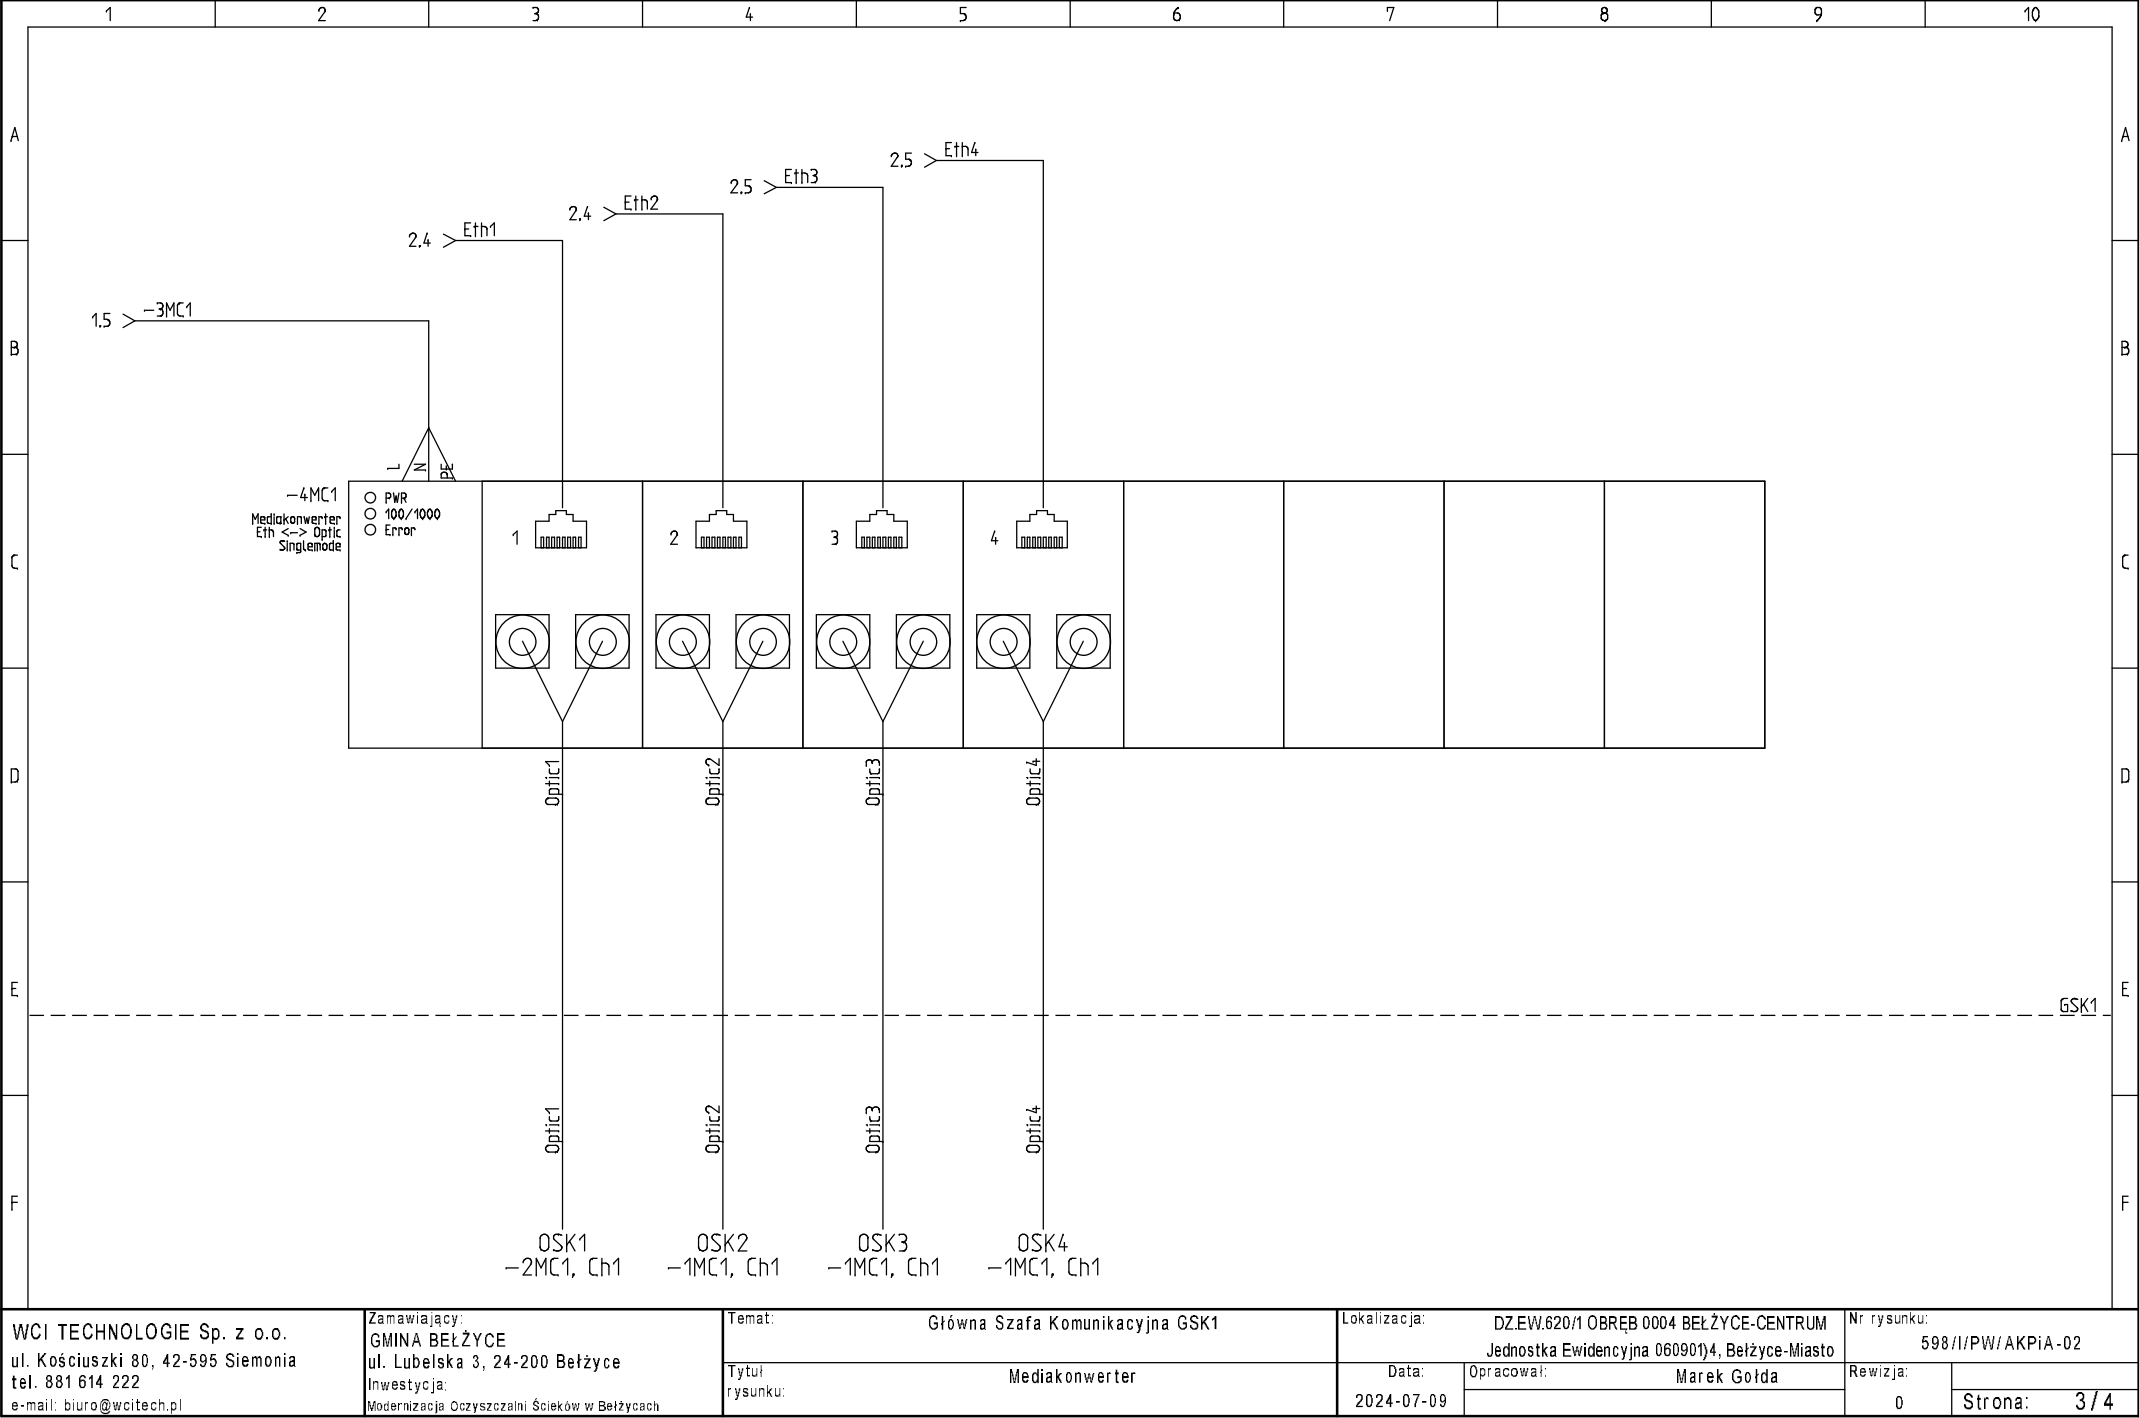 1 2 3 4 5 6 7 8 9 10
A A
2.5 Eth4
2.5 Eth3
2.4 Eth2
2.4 Eth1
1.5 -3MC1
B B
L N PE
-4MC1
Mediakonwerter
Eth <-> Optic
Singlemode
PWR
100/1000
Error
1 2 3 4
C C
Optic1 Optic2 Optic3 Optic4
D D
E E
GSK1
Optic1 Optic2 Optic3 Optic4
F F
OSK1 OSK2 OSK3 OSK4
-2MC1, Ch1 -1MC1, Ch1 -1MC1, Ch1 -1MC1, Ch1
WCI TECHNOLOGIE Sp. z o.o.
ul. Kościuszki 80, 42-595 Siemonia
tel. 881 614 222
e-mail: biuro@wcitech.pl
Zamawiający:
GMINA BEŁŻYCE
ul. Lubelska 3, 24-200 Bełżyce
Inwestycja:
Modernizacja Oczyszczalni Ścieków w Bełżycach
Temat:
Główna Szafa Komunikacyjna GSK1
Tytuł
rysunku:
Mediakonwerter
Lokalizacja:
DZ.EW.620/1 OBRĘB 0004 BEŁŻYCE-CENTRUM
Jednostka Ewidencyjna 060901)4, Bełżyce-Miasto
Data:
2024-07-09
Opracował:
Marek Gołda
Nr rysunku:
598/I/PW/AKPiA-02
Rewizja:
0
Strona: 3/4